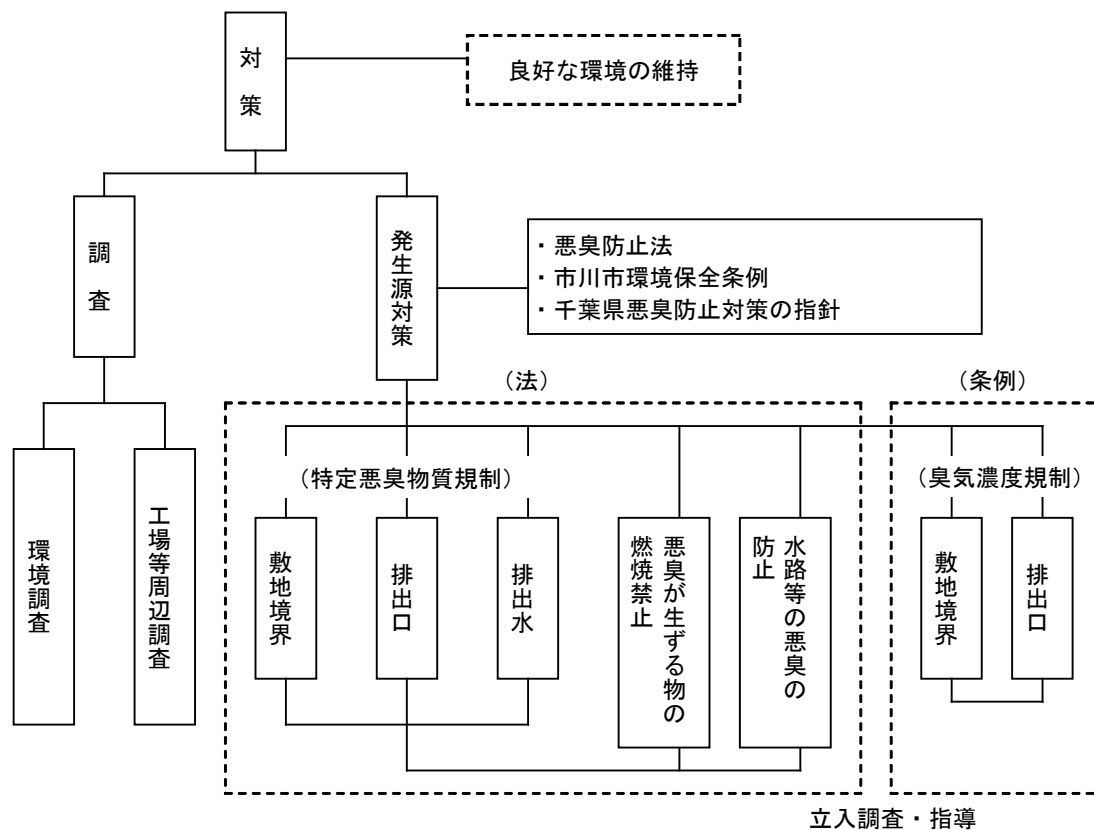 対策
良好な環境の維持
調査
発生源対策
・悪臭防止法
・市川市環境保全条例
・千葉県悪臭防止対策の指針
（法）
（条例）
環境調査
工場等周辺調査
（特定悪臭物質規制）
敷地境界
排出口
排出水
悪臭が生ずる物の
燃焼禁止
水路等の悪臭の
防止
（臭気濃度規制）
敷地境界
排出口
立入調査・指導